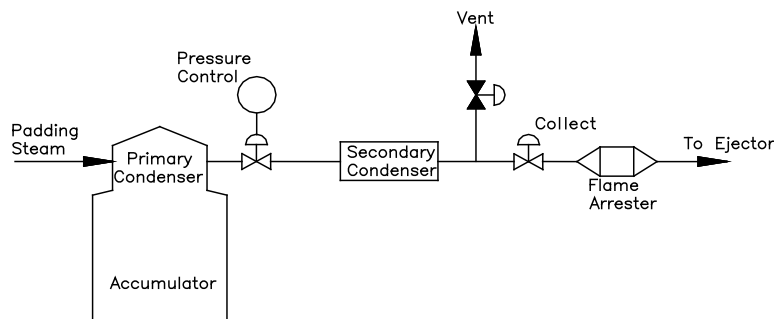 Vent
Pressure
Control
Collect
Padding
Steam
Primary
Condenser
Secondary
Condenser
To Ejector
Flame
Arrester
Accumulator